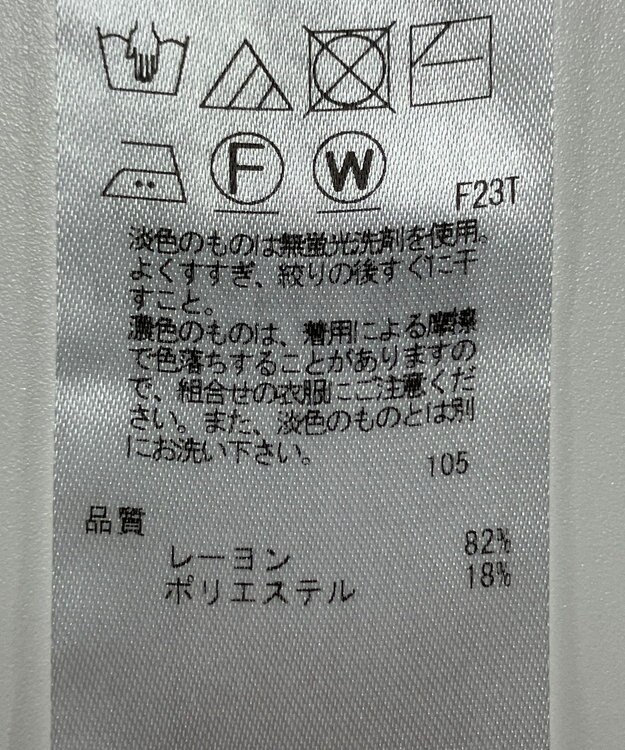 F W
F23T
淡色のものは無蛍光洗剤を使用。
よくすすぎ、絞りの後すぐに干
すこと。
濃色のものは、着用による摩擦
で色落ちすることがありますの
で、組合せの衣服にご注意くだ
さい。また、淡色のものとは別
にお洗い下さい。
105
品質
レーヨン 82%
ポリエステル 18%